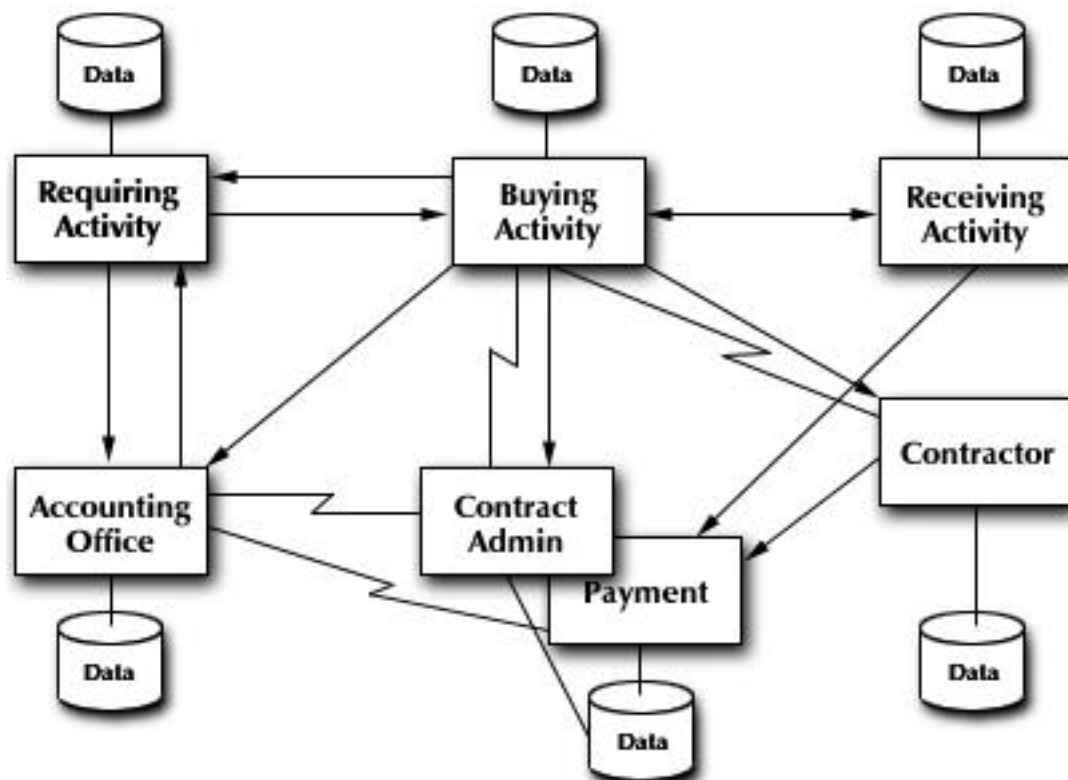 Data
Data
Data
Requiring
Activity
Buying
Activity
Receiving
Activity
Contractor
Accounting
Office
Contract
Admin
Payment
Data
Data
Data